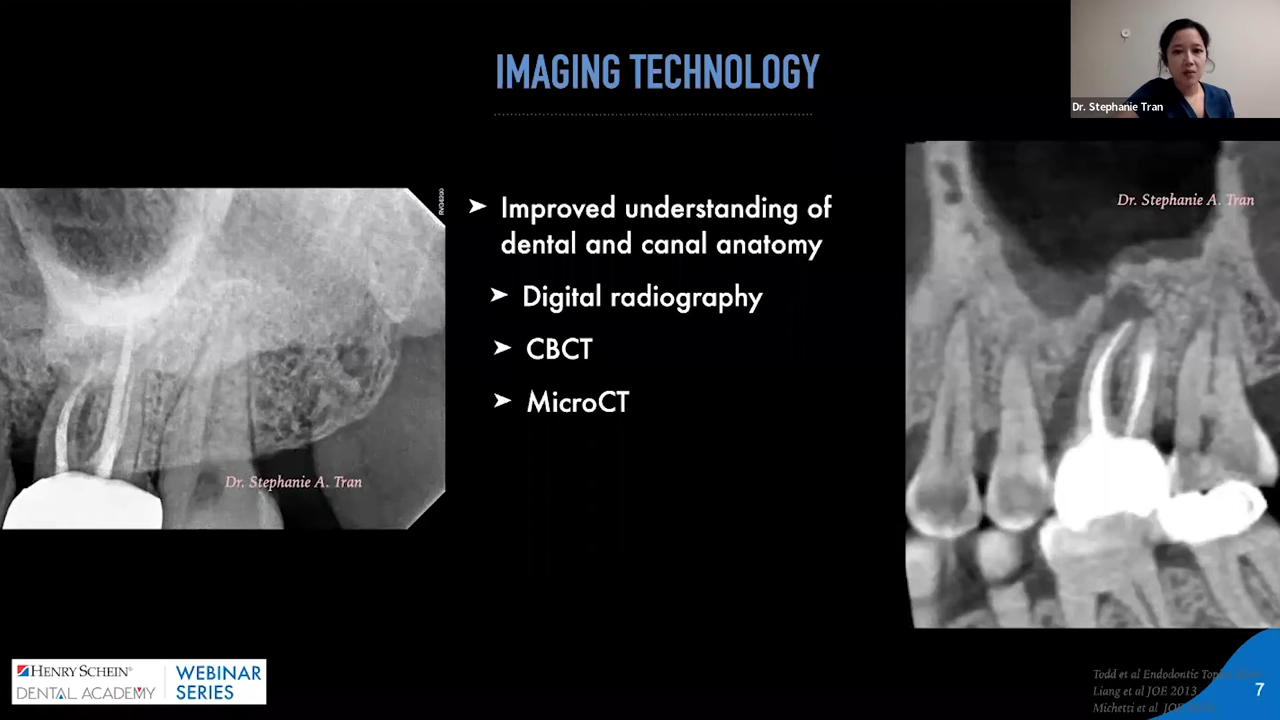 IMAGING TECHNOLOGY
Dr. Stephanie Tran
➤ Improved understanding of
dental and canal anatomy
➤ Digital radiography
➤ CBCT
➤ MicroCT
Dr. Stephanie A. Tran
Dr. Stephanie A. Tran
HENRY SCHEIN®
DENTAL ACADEMY
WEBINAR
SERIES
Todd et al Endodontic
Liang et al JOE 2013
Michetti et al
7